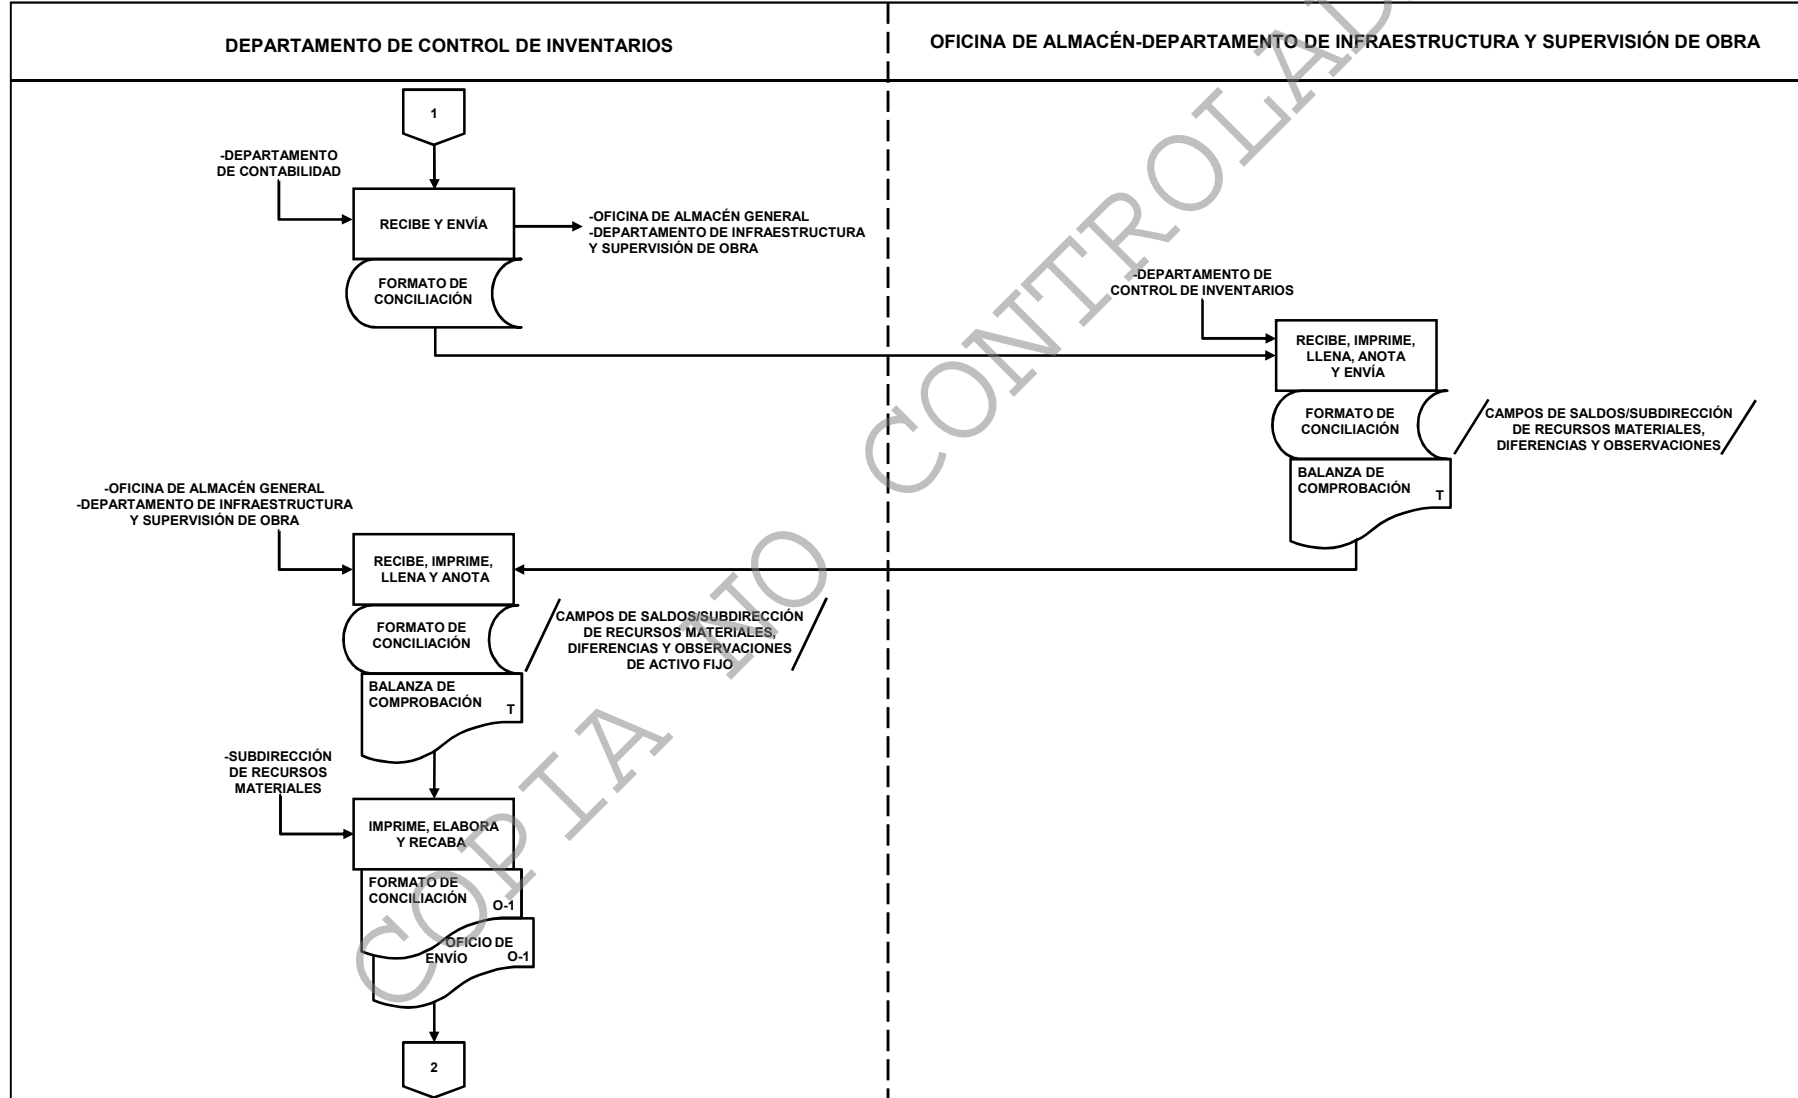 DEPARTAMENTO DE CONTROL DE INVENTARIOS
OFICINA DE ALMACÉN-DEPARTAMENTO DE INFRAESTRUCTURA Y SUPERVISIÓN DE OBRA
1
-DEPARTAMENTO
DE CONTABILIDAD
RECIBE Y ENVÍA
-OFICINA DE ALMACÉN GENERAL
-DEPARTAMENTO DE INFRAESTRUCTURA
Y SUPERVISIÓN DE OBRA
FORMATO DE
CONCILIACIÓN
-DEPARTAMENTO DE
CONTROL DE INVENTARIOS
RECIBE, IMPRIME,
LLENA, ANOTA
Y ENVÍA
FORMATO DE
CONCILIACIÓN
CAMPOS DE SALDOS/SUBDIRECCIÓN
DE RECURSOS MATERIALES,
DIFERENCIAS Y OBSERVACIONES
BALANZA DE
COMPROBACIÓN
T
-OFICINA DE ALMACÉN GENERAL
-DEPARTAMENTO DE INFRAESTRUCTURA
Y SUPERVISIÓN DE OBRA
RECIBE, IMPRIME,
LLENA Y ANOTA
FORMATO DE
CONCILIACIÓN
CAMPOS DE SALDOS/SUBDIRECCIÓN
DE RECURSOS MATERIALES,
DIFERENCIAS Y OBSERVACIONES
DE ACTIVO FIJO
BALANZA DE
COMPROBACIÓN
T
-SUBDIRECCIÓN
DE RECURSOS
MATERIALES
IMPRIME, ELABORA
Y RECABA
FORMATO DE
CONCILIACIÓN
O-1
OFICIO DE
ENVÍO
O-1
2
COPIA NO CONTROLAD